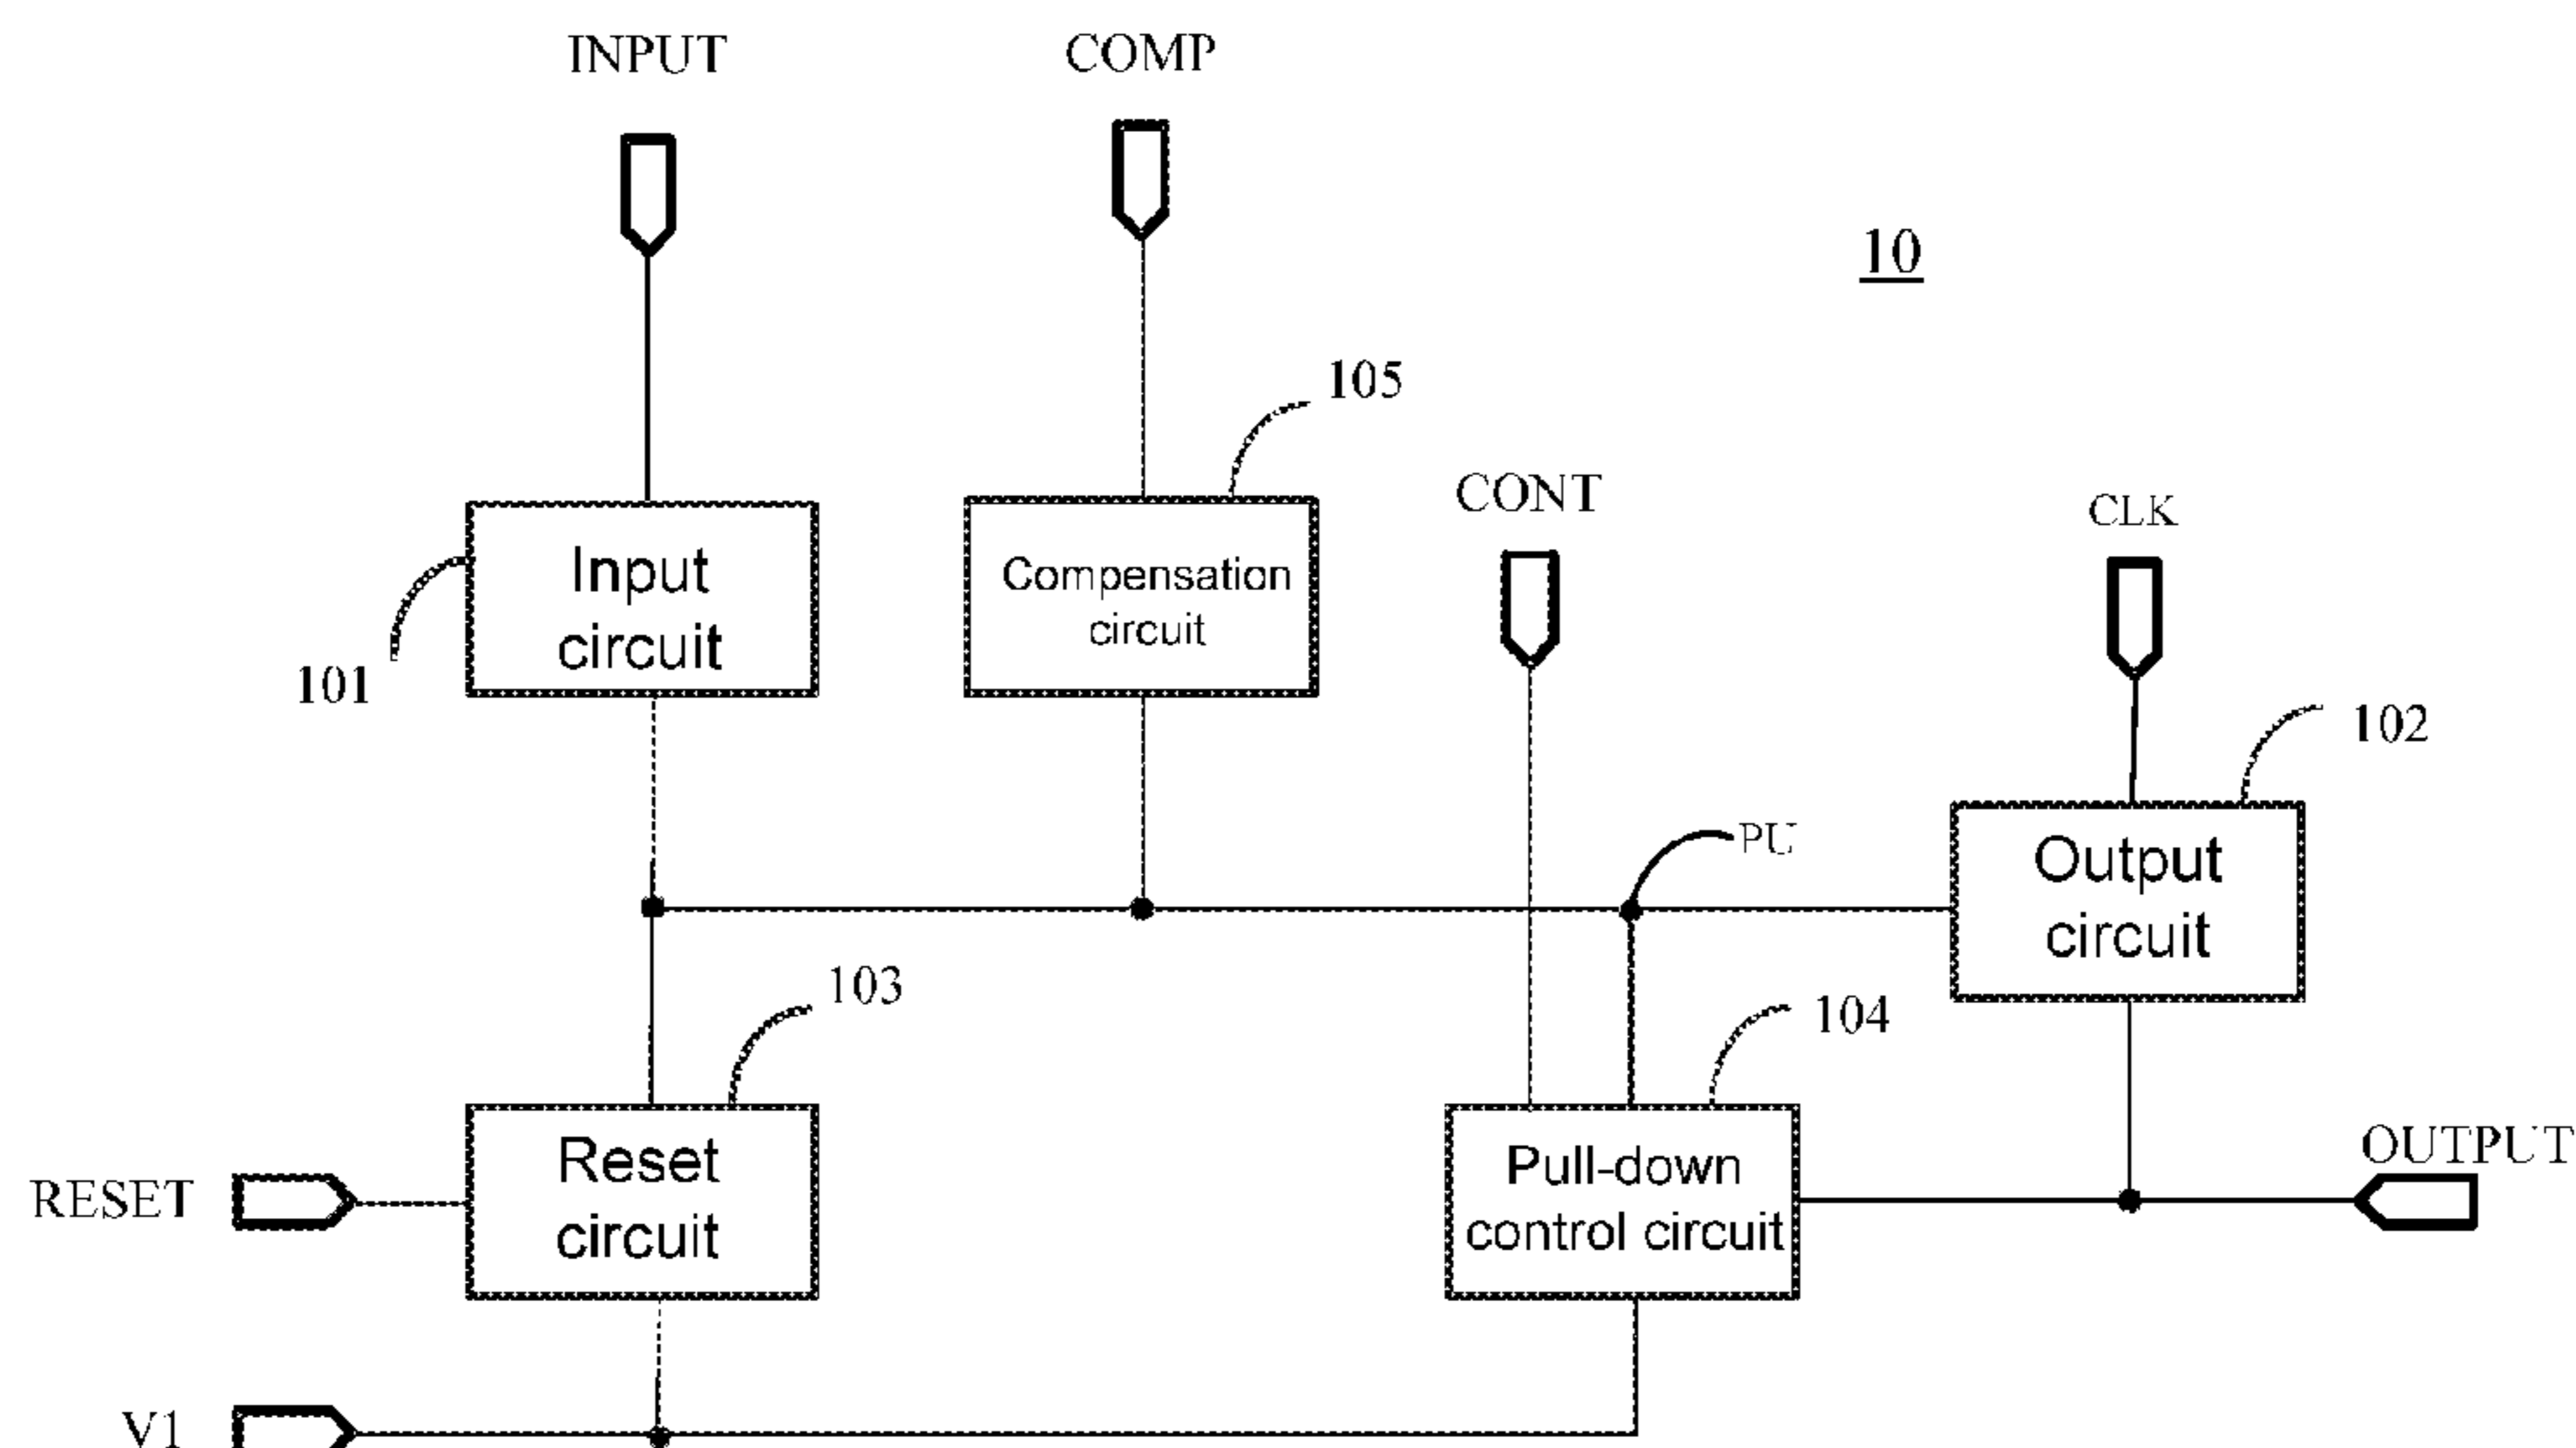 INPUT
COMP
10
105
CONT
CLK
Input
circuit
Compensation
circuit
101
102
PU
Output
circuit
103
104
Reset
circuit
Pull-down
control circuit
OUTPUT
RESET
V1